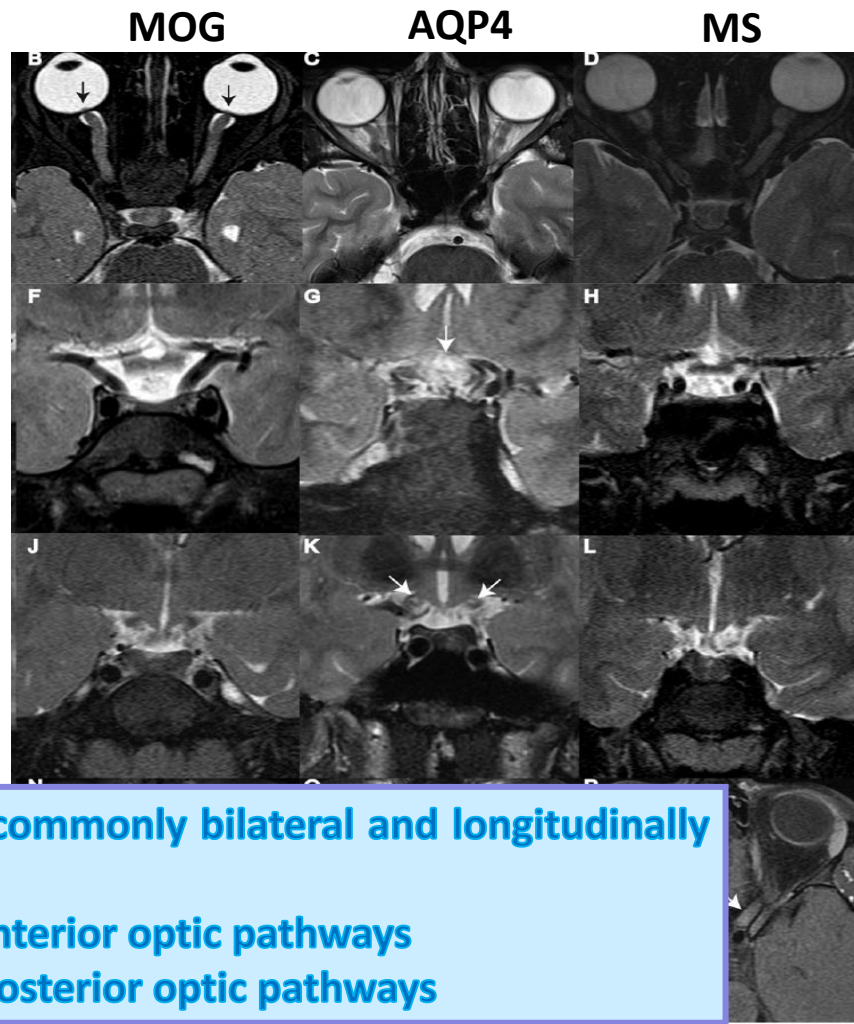 MOG AQP4 MS
B C D
F G H
J K L
commonly bilateral and longitudinally
nterior optic pathways
osterior optic pathways